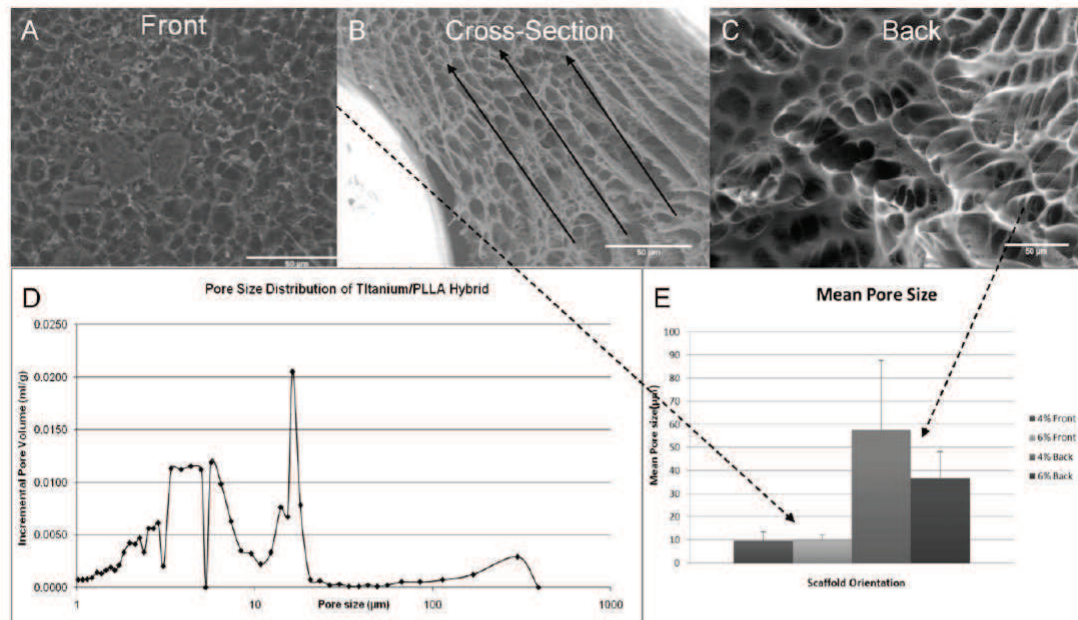 A
Front
50 µm
B
Cross-Section
50 µm
C
Back
50 µm
D
Pore Size Distribution of Titanium/PLLA Hybrid
Incremental Pore Volume (ml/g)
0.0250
0.0200
0.0150
0.0100
0.0050
0.0000
1
10
100
1000
Pore size (µm)
E
Mean Pore Size
Mean Pore size(µm)
100
90
80
70
60
50
40
30
20
10
0
Scaffold Orientation
4% Front
6% Front
4% Back
6% Back